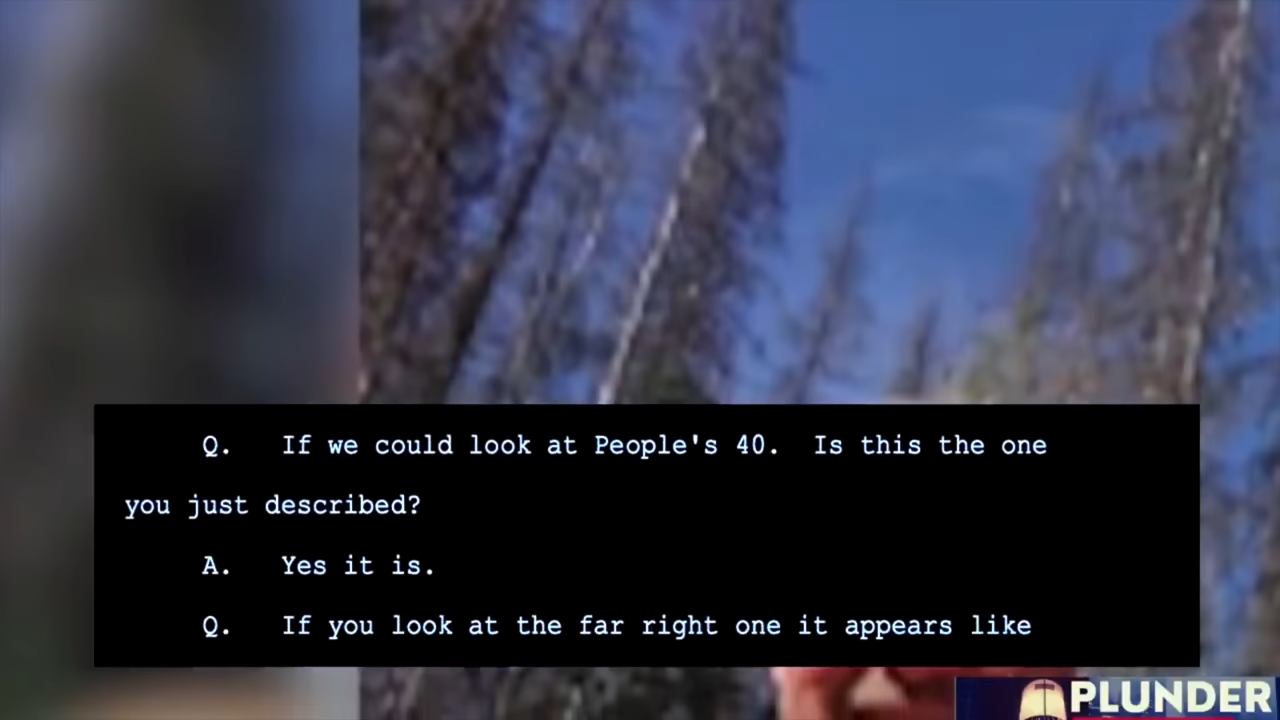 Q. If we could look at People's 40. Is this the one
you just described?
A. Yes it is.
Q. If you look at the far right one it appears like
PLUNDER